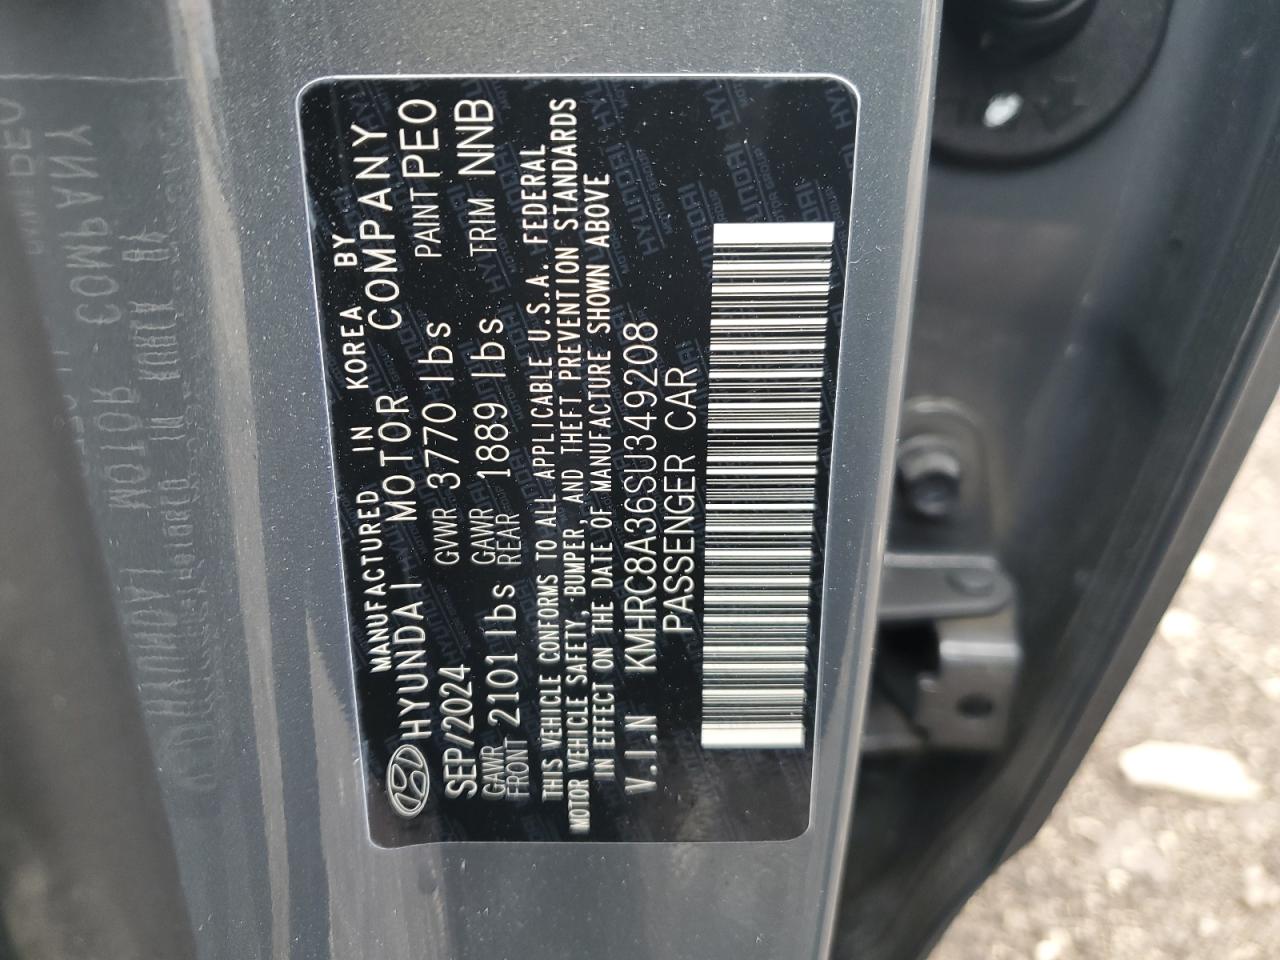 MANUFACTURED IN KOREA BY
HYUNDAI MOTOR COMPANY
SEP/2024 GVWR 3770 lbs PAINT PEO
GAWR FRONT 2101 lbs GAWR REAR 1889 lbs TRIM NNB
THIS VEHICLE CONFORMS TO ALL APPLICABLE U.S.A. FEDERAL
MOTOR VEHICLE SAFETY, BUMPER, AND THEFT PREVENTION STANDARDS
IN EFFECT ON THE DATE OF MANUFACTURE SHOWN ABOVE
V.I.N KMHRC8A36SU349208
PASSENGER CAR